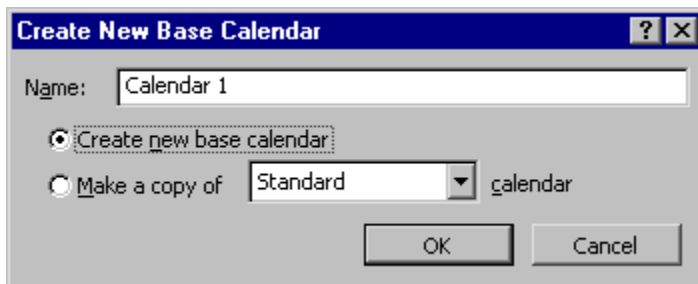 Create New Base Calendar
Name: Calendar 1
Create new base calendar
Make a copy of Standard calendar
OK Cancel